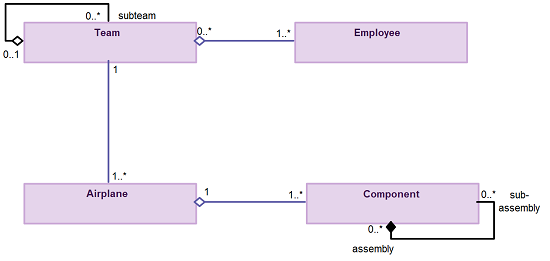 0..* subteam
Team
0..1
0..*
1..*
Employee
1
1..*
Airplane
1
1..*
Component
0..*
sub-
assembly
0..*
assembly